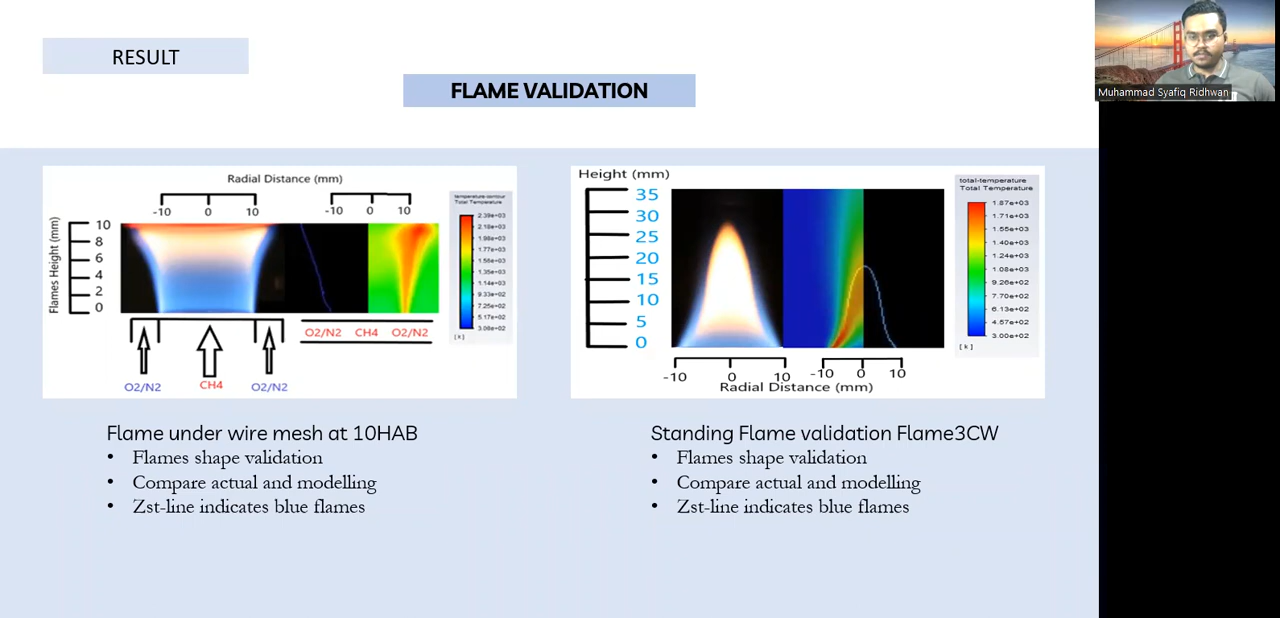 RESULT
FLAME VALIDATION
Muhammad Syafiq Ridhwan
Radial Distance (mm)
-10 0 10
-10 0 10
Flames Height (mm)
10
8
6
4
2
0
O2/N2 CH4 O2/N2
O2/N2 CH4 O2/N2
temperature-contour
Total Temperature
2.39e+03
2.18e+03
1.98e+03
1.77e+03
1.56e+03
1.35e+03
1.14e+03
9.33e+02
7.25e+02
5.17e+02
3.08e+02
[k]
Height (mm)
35
30
25
20
15
10
5
0
-10 0 10
-10 0 10
Radial Distance (mm)
total-temperature
Total Temperature
1.87e+03
1.71e+03
1.55e+03
1.40e+03
1.24e+03
1.08e+03
9.26e+02
7.70e+02
6.13e+02
4.57e+02
3.00e+02
[k]
Flame under wire mesh at 10HAB
• Flames shape validation
• Compare actual and modelling
• Zst-line indicates blue flames
Standing Flame validation Flame3CW
• Flames shape validation
• Compare actual and modelling
• Zst-line indicates blue flames